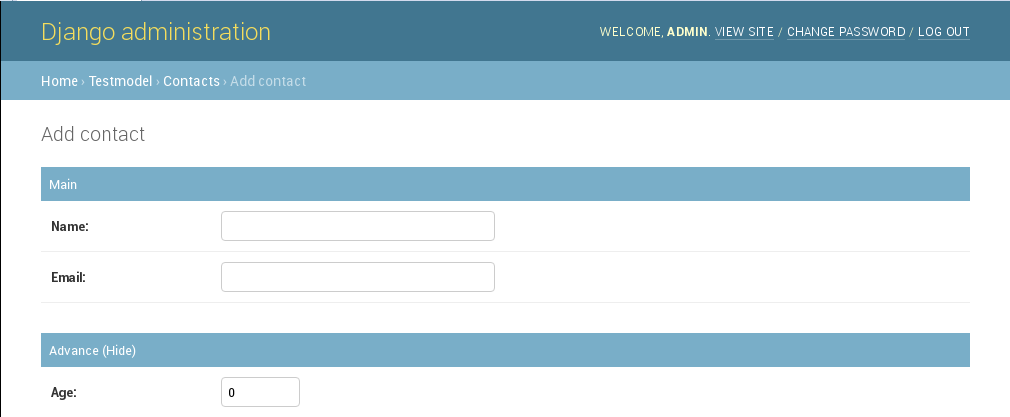 Django administration
WELCOME, ADMIN. VIEW SITE / CHANGE PASSWORD / LOG OUT
Home › Testmodel › Contacts › Add contact
Add contact
Main
Name:
Email:
Advance (Hide)
Age: 0